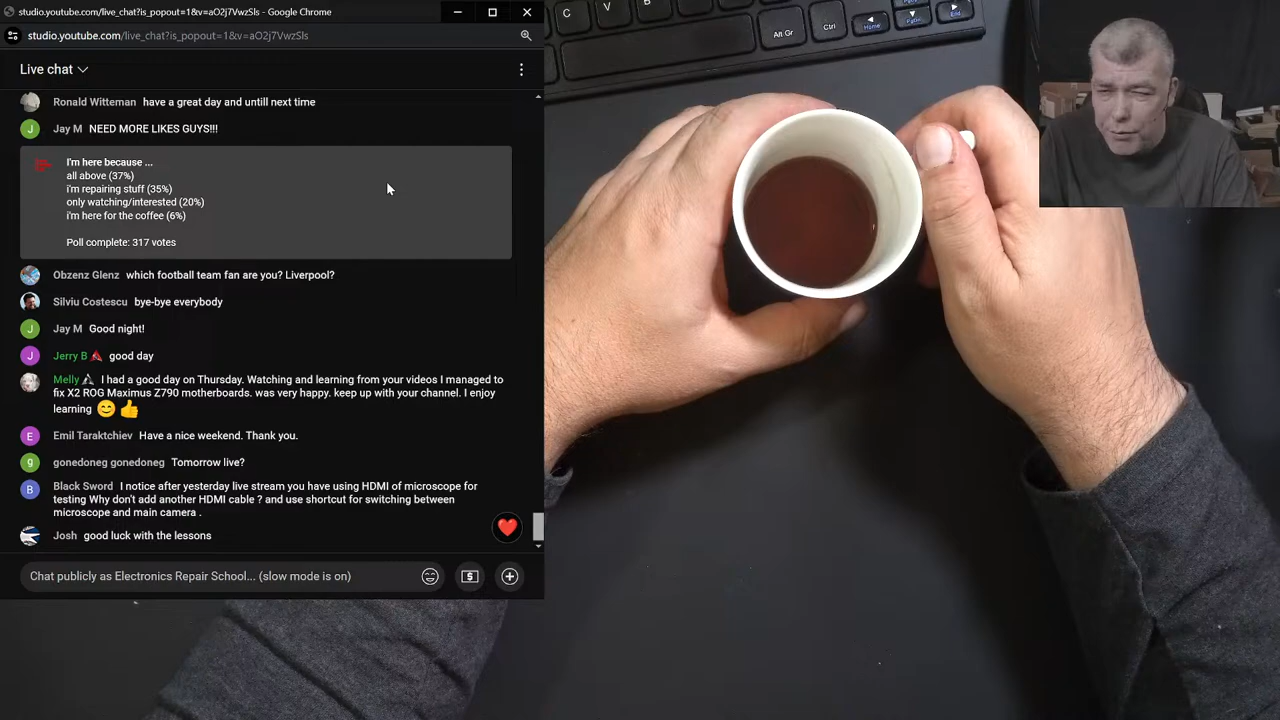 studio.youtube.com/live_chat?is_popout=1&v=aO2j7VwzSls - Google Chrome
studio.youtube.com/live_chat?is_popout=1&v=aO2j7VwzSls
Live chat
Ronald Witteman have a great day and untill next time
J Jay M NEED MORE LIKES GUYS!!!
I'm here because ...
all above (37%)
i'm repairing stuff (35%)
only watching/interested (20%)
i'm here for the coffee (6%)
Poll complete: 317 votes
Obzenz Glenz which football team fan are you? Liverpool?
Silviu Costescu bye-bye everybody
J Jay M Good night!
J Jerry B good day
Melly I had a good day on Thursday. Watching and learning from your videos I managed to
fix X2 ROG Maximus Z790 motherboards. was very happy. keep up with your channel. I enjoy
learning 😊 👍
E Emil Taraktchiev Have a nice weekend. Thank you.
g gonedoneg gonedoneg Tomorrow live?
B Black Sword I notice after yesterday live stream you have using HDMI of microscope for
testing Why don't add another HDMI cable ? and use shortcut for switching between
microscope and main camera .
Josh good luck with the lessons
Chat publicly as Electronics Repair School... (slow mode is on)
C V B
Alt Gr Ctrl Home PgDn End